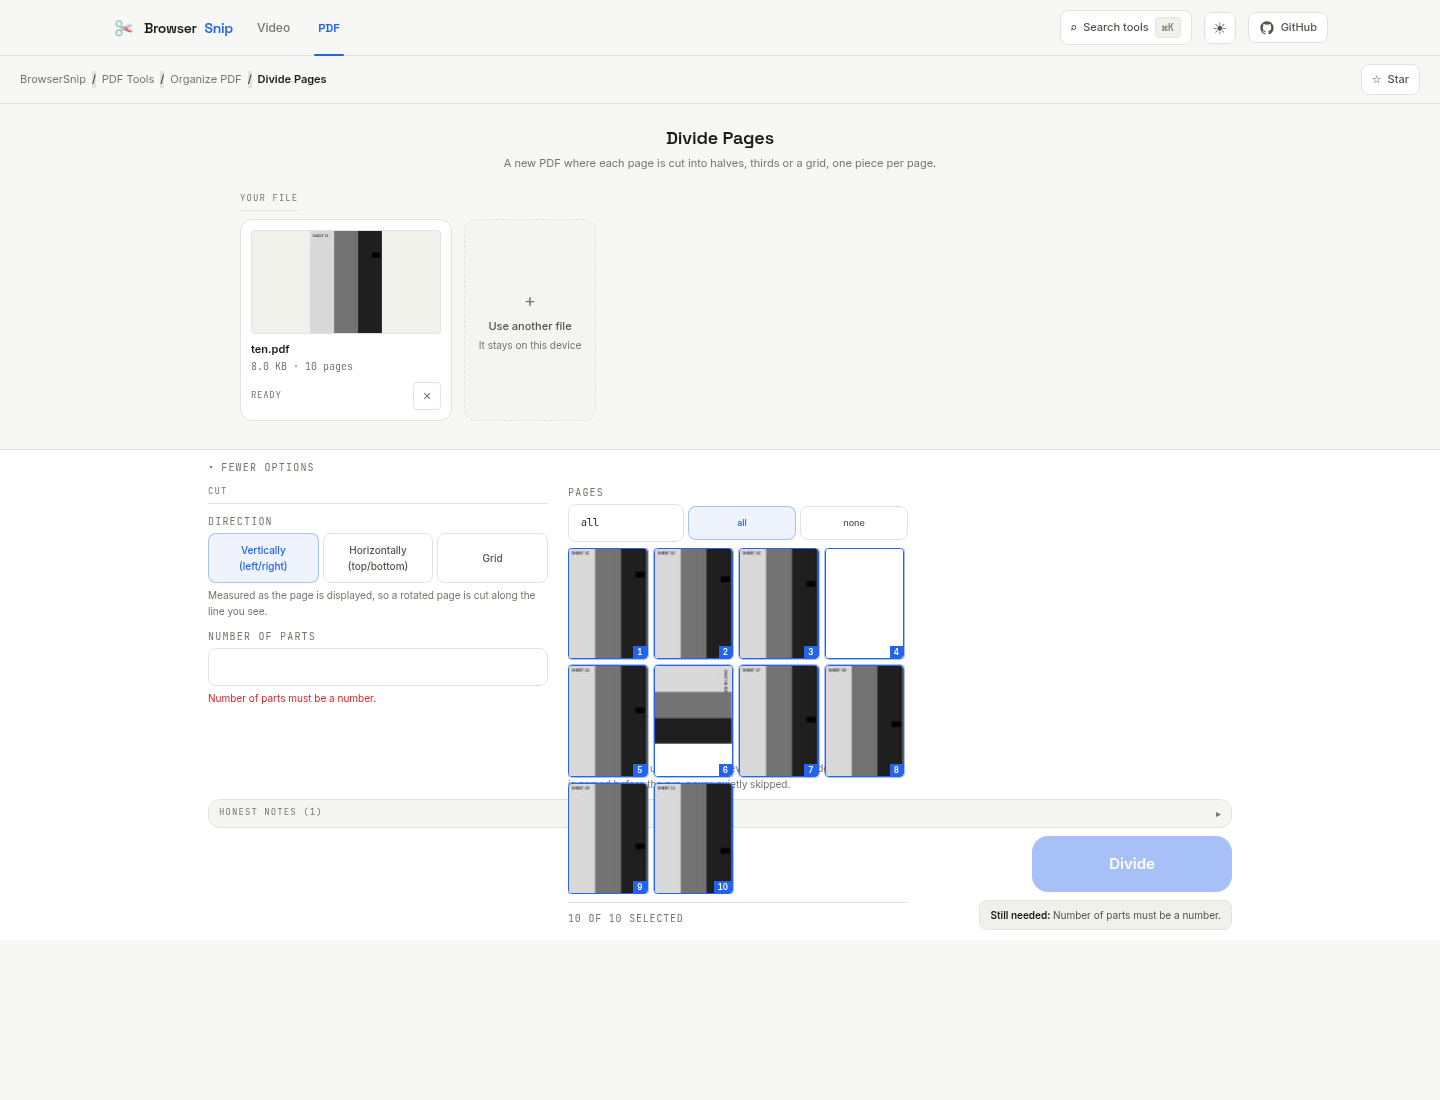 Browser Snip
Video
PDF
Search tools
⌘K
GitHub
BrowserSnip / PDF Tools / Organize PDF / Divide Pages
☆ Star
Divide Pages
A new PDF where each page is cut into halves, thirds or a grid, one piece per page.
YOUR FILE
ten.pdf
8.0 KB · 10 pages
READY
×
+
Use another file
It stays on this device
▾ FEWER OPTIONS
CUT
DIRECTION
Vertically
(left/right)
Horizontally
(top/bottom)
Grid
Measured as the page is displayed, so a rotated page is cut along the
line you see.
NUMBER OF PARTS
Number of parts must be a number.
PAGES
all
all
none
1
2
3
4
5
6
7
8
quietly skipped.
9
10
10 OF 10 SELECTED
HONEST NOTES (1)
Divide
Still needed: Number of parts must be a number.